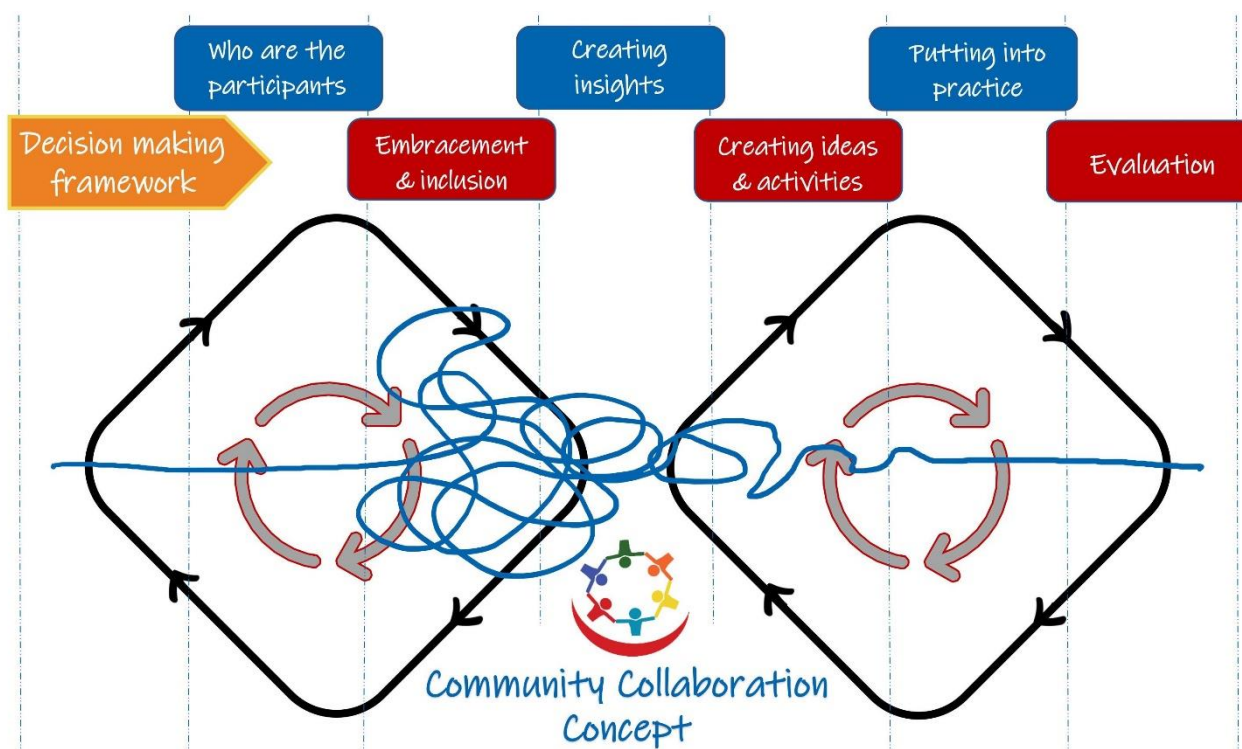 Who are the
participants
Creating
insights
Putting into
practice
Decision making
framework
Embracement
& inclusion
Creating ideas
& activities
Evaluation
Community Collaboration
Concept